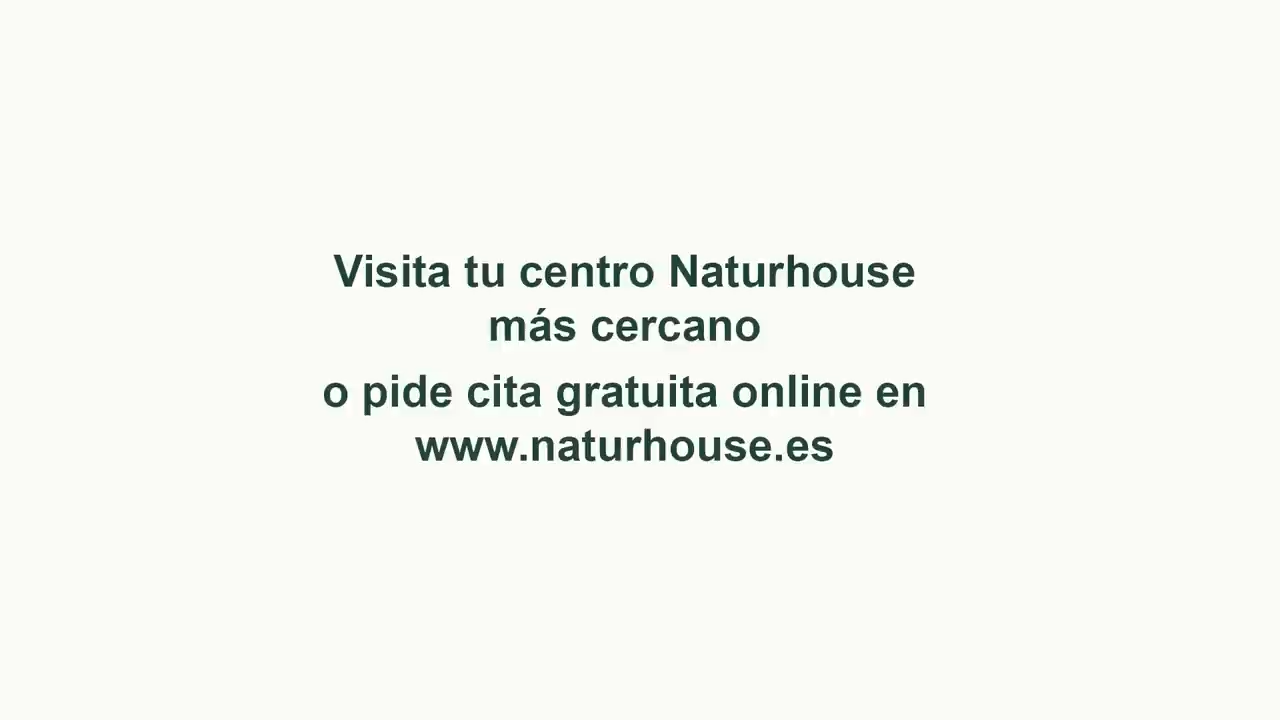 Visita tu centro Naturhouse
más cercano
o pide cita gratuita online en
www.naturhouse.es